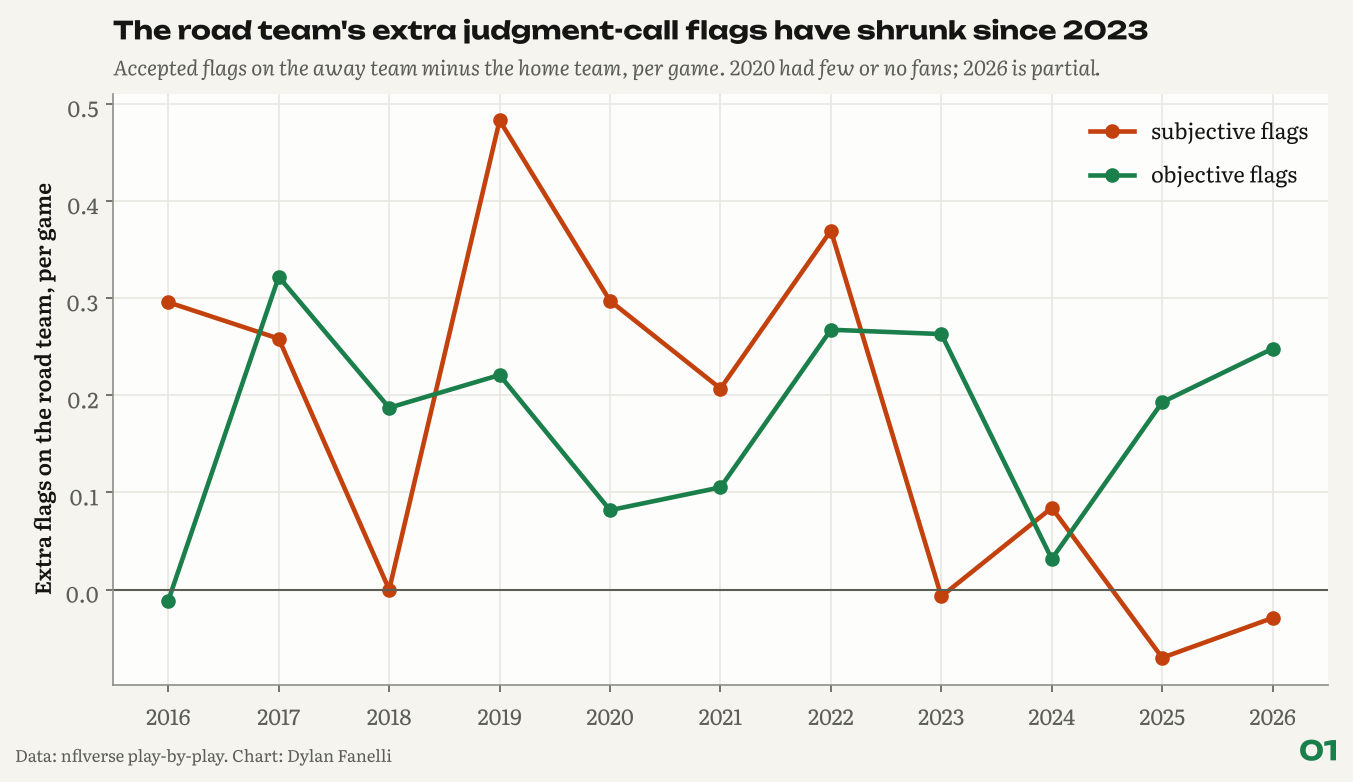 The road team's extra judgment-call flags have shrunk since 2023
Accepted flags on the away team minus the home team, per game. 2020 had few or no fans; 2026 is partial.
Extra flags on the road team, per game
0.5
0.4
0.3
0.2
0.1
0.0
subjective flags
objective flags
2016 2017 2018 2019 2020 2021 2022 2023 2024 2025 2026
Data: nflverse play-by-play. Chart: Dylan Fanelli
01